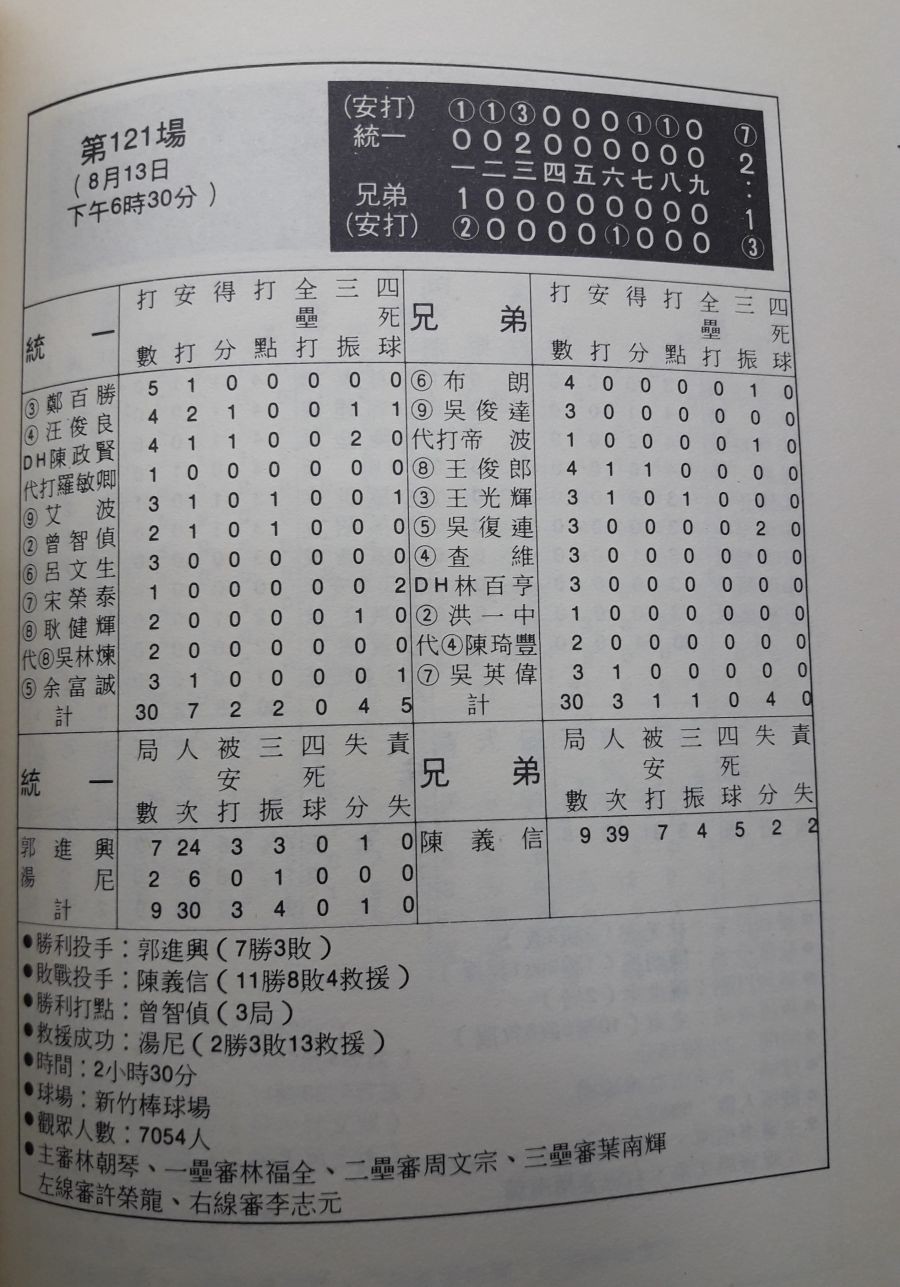 第121場
(8月13日
下午6時30分)
(安打) ①①③000①①0 ⑦
統一 002000000 2
一二三四五六七八九 :
兄弟 100000000 1
(安打) ②0000①000 ③
統一 打數 安打 得分 打點 全壘打 三振 四死球
③鄭百勝 5 1 0 0 0 0 0
④汪俊良 4 2 1 0 0 1 1
DH陳政賢 4 1 1 0 0 2 0
代打羅敏卿 1 0 0 0 0 0 0
⑨艾波 3 1 0 1 0 0 1
②曾智偵 2 1 0 1 0 0 0
⑥呂文生 3 0 0 0 0 0 0
⑦宋榮泰 1 0 0 0 0 0 2
⑧耿健輝 2 0 0 0 0 1 0
代⑧吳林煉 2 0 0 0 0 0 0
⑤余富誠 3 1 0 0 0 0 1
計 30 7 2 2 0 4 5
兄弟 打數 安打 得分 打點 全壘打 三振 四死球
⑥布朗 4 0 0 0 0 1 0
⑨吳俊達 3 0 0 0 0 0 0
代打帝波 1 0 0 0 0 1 0
⑧王俊郎 4 1 1 0 0 0 0
③王光輝 3 1 0 1 0 0 0
⑤吳復連 3 0 0 0 0 2 0
④查維 3 0 0 0 0 0 0
DH林百亨 3 0 0 0 0 0 0
②洪一中 1 0 0 0 0 0 0
代④陳琦豐 2 0 0 0 0 0 0
⑦吳英偉 3 1 0 0 0 0 0
計 30 3 1 1 0 4 0
統一 局數 人次 被安打 三振 四死球 失分 責失
郭進興 7 24 3 3 0 1 0
湯尼 2 6 0 1 0 0 0
計 9 30 3 4 0 1 0
兄弟 局數 人次 被安打 三振 四死球 失分 責失
陳義信 9 39 7 4 5 2 2
●勝利投手：郭進興(7勝3敗)
●敗戰投手：陳義信(11勝8敗4救援)
●勝利打點：曾智偵(3局)
●救援成功：湯尼(2勝3敗13救援)
●時間：2小時30分
●球場：新竹棒球場
●觀眾人數：7054人
●主審林朝琴、一壘審林福全、二壘審周文宗、三壘審葉南輝
左線審許榮龍、右線審李志元